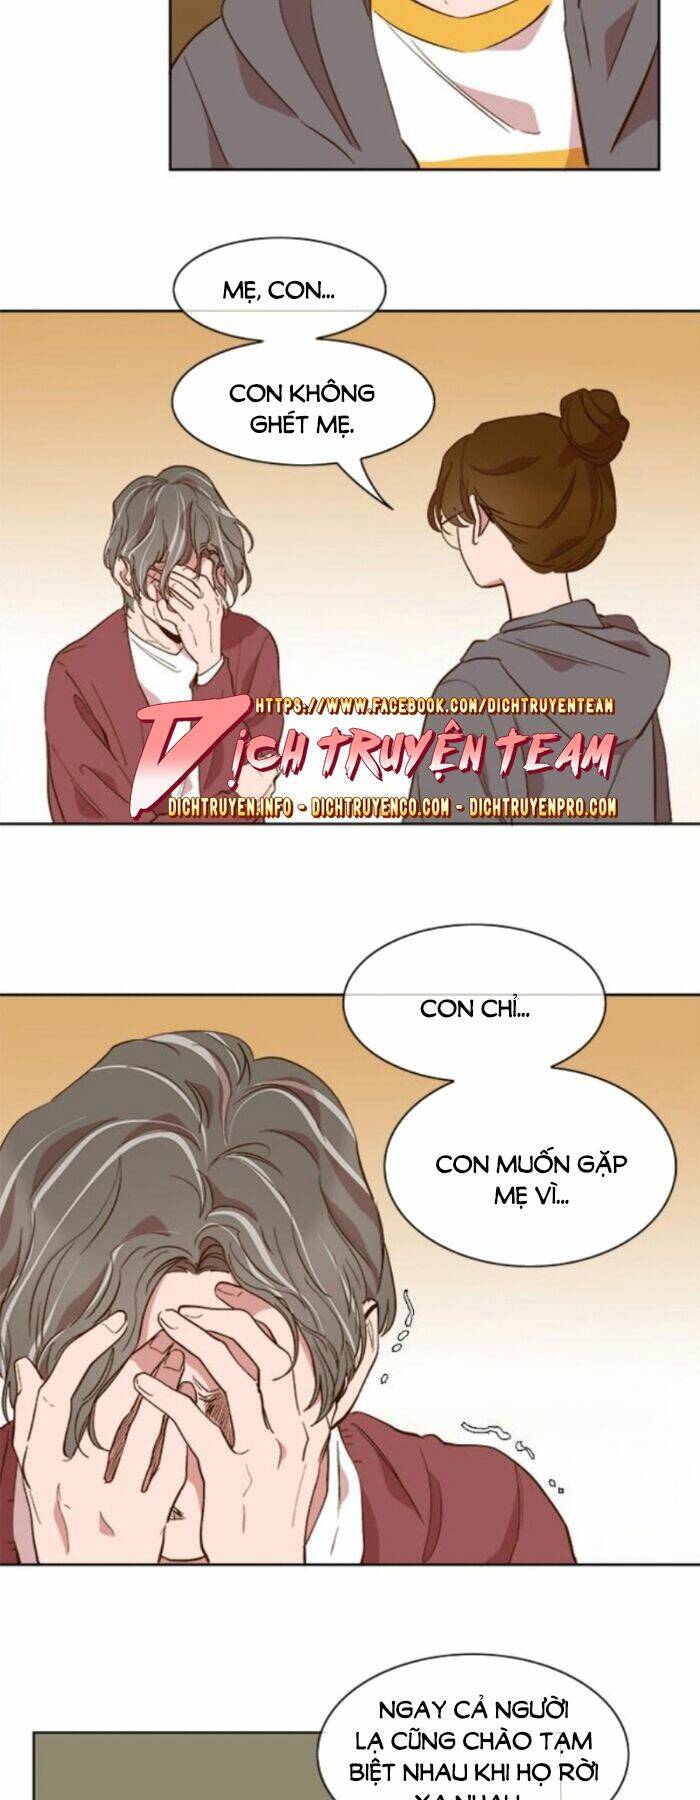 MẸ, CON...
CON KHÔNG
GHÉT MẸ.
HTTPS://WWW.FACEBOOK.COM/DICHTRUYENTEAM
DỊCH TRUYỆN TEAM
DICHTRUYEN.INFO - DICHTRUYENCO.COM - DICHTRUYENPRO.COM
CON CHỈ...
CON MUỐN GẶP
MẸ VÌ...
NGAY CẢ NGƯỜI
LẠ CŨNG CHÀO TẠM
BIỆT NHAU KHI HỌ RỜI
XA NHAU